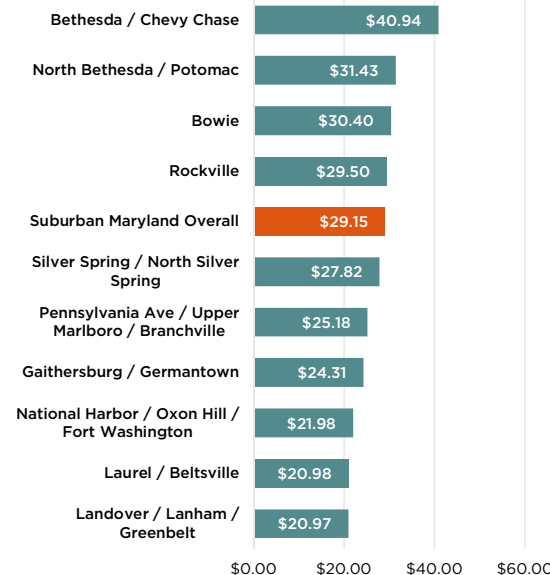 Bethesda / Chevy Chase $40.94
North Bethesda / Potomac $31.43
Bowie $30.40
Rockville $29.50
Suburban Maryland Overall $29.15
Silver Spring / North Silver
Spring
$27.82
Pennsylvania Ave / Upper
Marlboro / Branchville
$25.18
Gaithersburg / Germantown $24.31
National Harbor / Oxon Hill /
Fort Washington
$21.98
Laurel / Beltsville $20.98
Landover / Lanham /
Greenbelt
$20.97
$0.00 $20.00 $40.00 $60.00